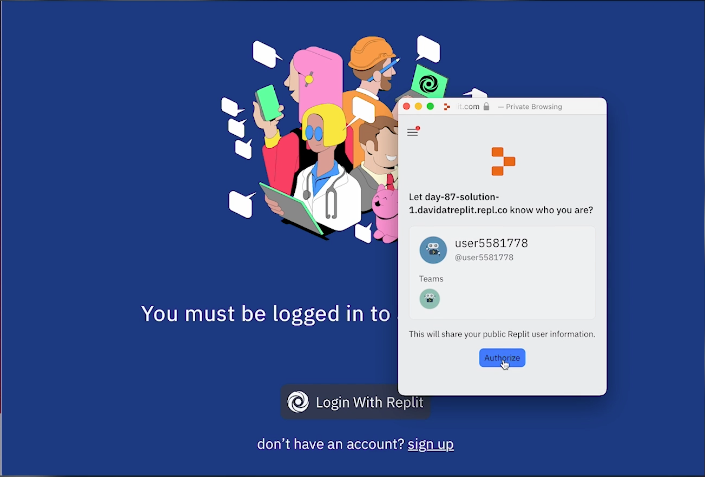 You must be logged in to
Login With Replit
don't have an account? sign up
it.com — Private Browsing
Let day-87-solution-
1.davidatreplit.repl.co know who you are?
user5581778
@user5581778
Teams
This will share your public Replit user information.
Authorize